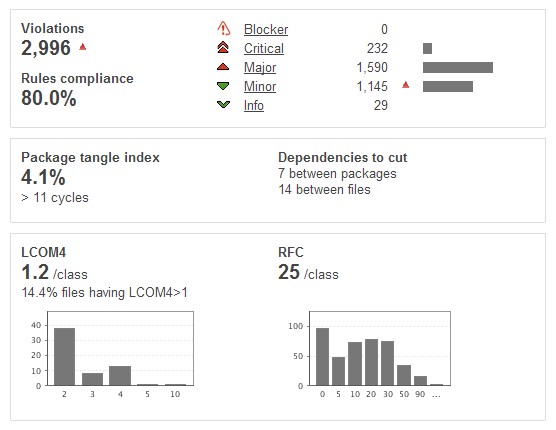 Violations
2,996
Rules compliance
80.0%
Blocker 0
Critical 232
Major 1,590
Minor 1,145
Info 29
Package tangle index
4.1%
> 11 cycles
Dependencies to cut
7 between packages
14 between files
LCOM4
1.2 /class
14.4% files having LCOM4>1
40
30
20
10
0
2 3 4 5 10
RFC
25 /class
100
50
0
0 5 10 20 30 50 90 ...